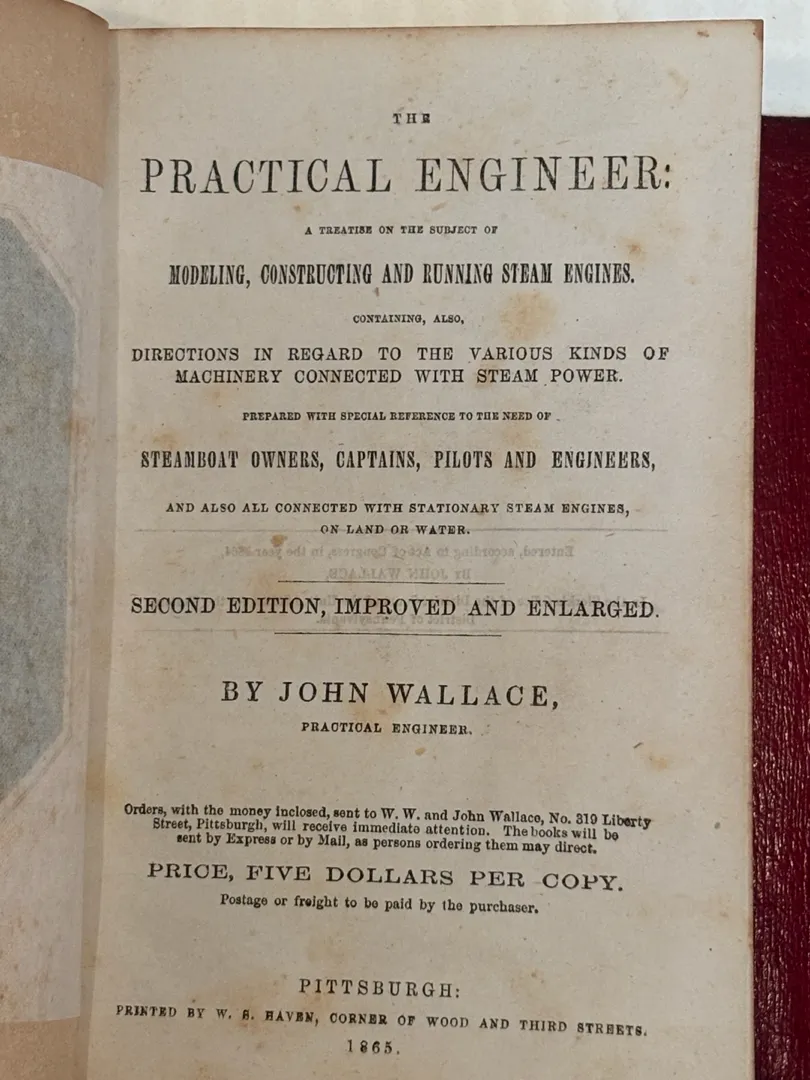 THE
PRACTICAL ENGINEER:
A TREATISE ON THE SUBJECT OF
MODELING, CONSTRUCTING AND RUNNING STEAM ENGINES.
CONTAINING, ALSO,
DIRECTIONS IN REGARD TO THE VARIOUS KINDS OF
MACHINERY CONNECTED WITH STEAM POWER.
PREPARED WITH SPECIAL REFERENCE TO THE NEED OF
STEAMBOAT OWNERS, CAPTAINS, PILOTS AND ENGINEERS,
AND ALSO ALL CONNECTED WITH STATIONARY STEAM ENGINES,
ON LAND OR WATER.
SECOND EDITION, IMPROVED AND ENLARGED.
BY JOHN WALLACE,
PRACTICAL ENGINEER.
Orders, with the money inclosed, sent to W. W. and John Wallace, No. 319 Liberty
Street, Pittsburgh, will receive immediate attention. The books will be
sent by Express or by Mail, as persons ordering them may direct.
PRICE, FIVE DOLLARS PER COPY.
Postage or freight to be paid by the purchaser.
PITTSBURGH:
PRINTED BY W. S. HAVEN, CORNER OF WOOD AND THIRD STREETS.
1865.